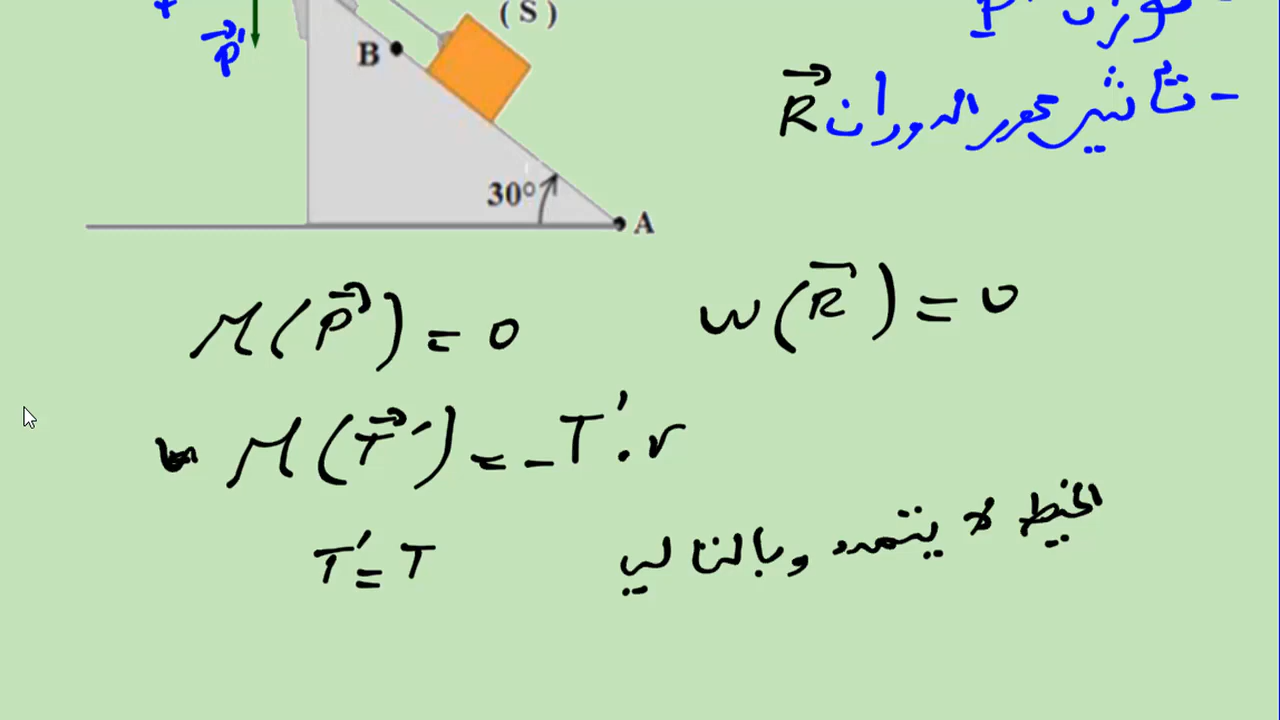 (S)
B
P'
P'
- تأثير محور الدوران R
30°
A
M(P) = 0
W(R) = 0
M(T') = -T'.r
الخيط لا يتمدد وبالتالي
T' = T